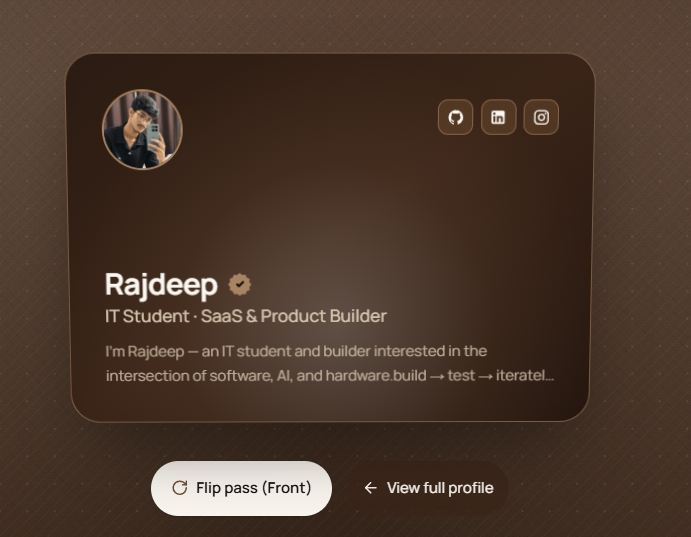 Rajdeep
IT Student · SaaS & Product Builder
I'm Rajdeep — an IT student and builder interested in the
intersection of software, AI, and hardware.build → test → iterateI...
Flip pass (Front)
← View full profile